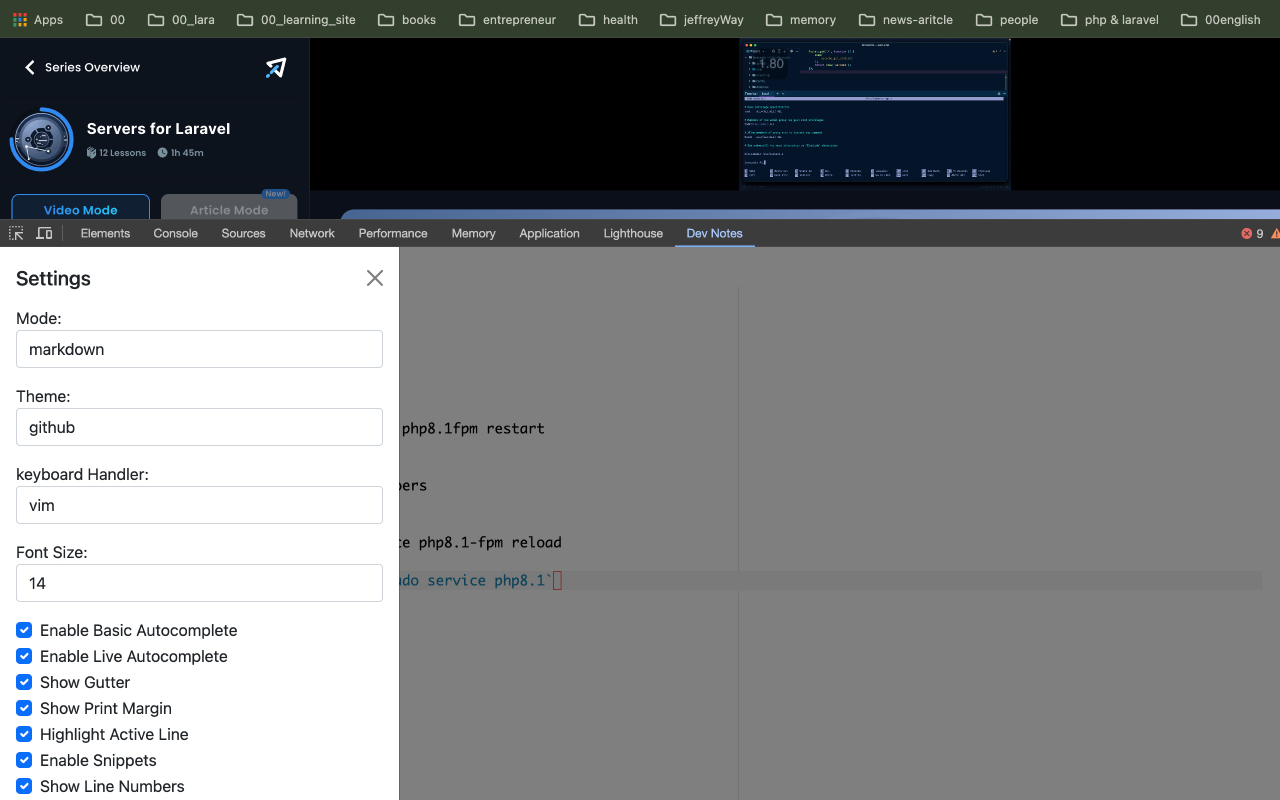 Apps 00 00_lara 00_learning_site books entrepreneur health jeffreyWay memory news-aritcle people php & laravel 00english
Series Overview
1.80
Servers for Laravel
12 Lessons 1h 45m
New!
Video Mode Article Mode
Elements Console Sources Network Performance Memory Application Lighthouse Dev Notes 9
Settings
Mode:
markdown
Theme:
github
php8.1fpm restart
keyboard Handler:
bers
vim
ce php8.1-fpm reload
Font Size:
udo service php8.1`
14
Enable Basic Autocomplete
Enable Live Autocomplete
Show Gutter
Show Print Margin
Highlight Active Line
Enable Snippets
Show Line Numbers